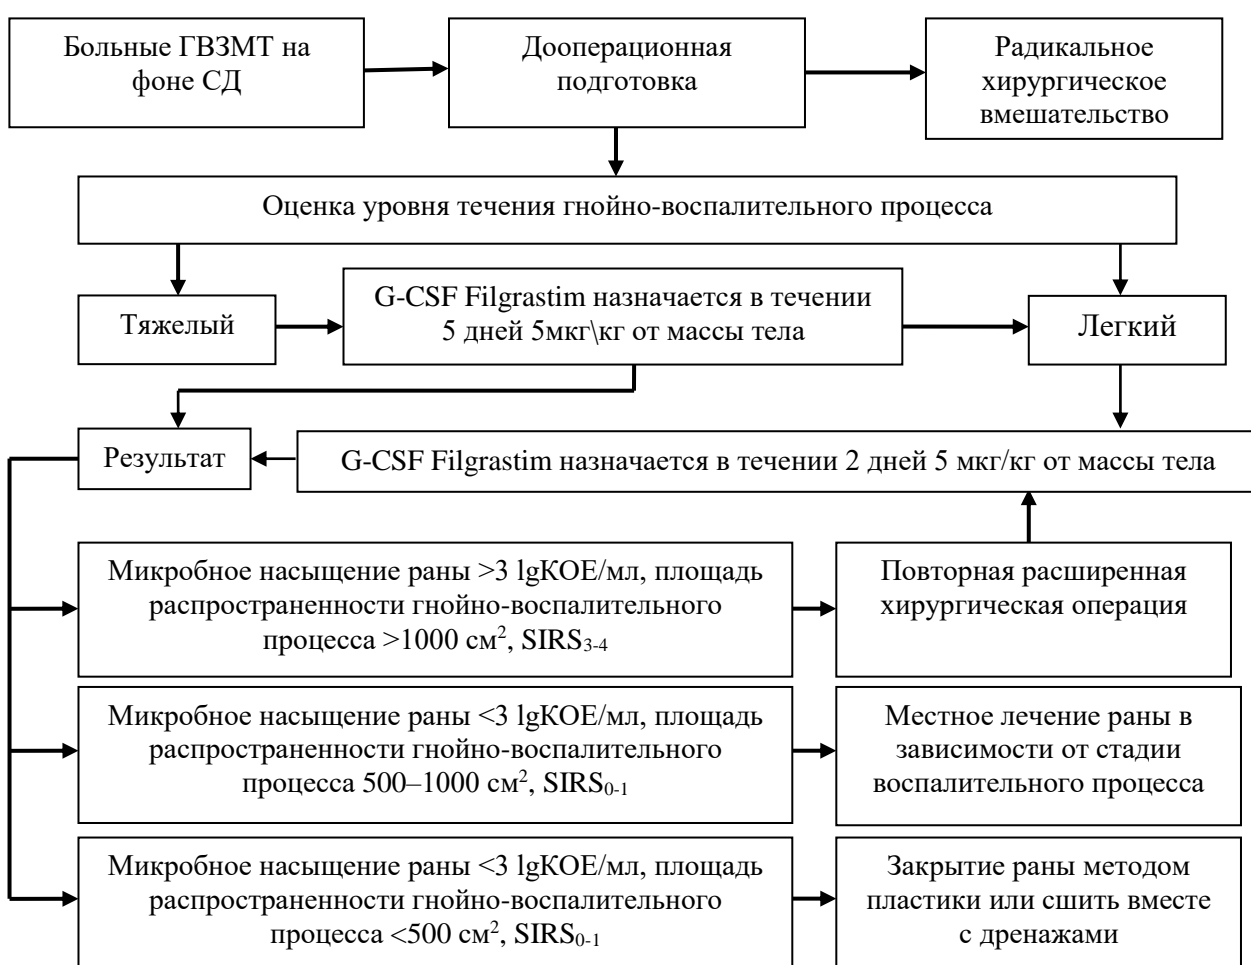 Больные ГВЗМТ на
фоне СД
Дооперационная
подготовка
Радикальное
хирургическое
вмешательство
Оценка уровня течения гнойно-воспалительного процесса
Тяжелый
G-CSF Filgrastim назначается в течении
5 дней 5мкг\кг от массы тела
Легкий
Результат
G-CSF Filgrastim назначается в течении 2 дней 5 мкг/кг от массы тела
Микробное насыщение раны >3 lgКОЕ/мл, площадь
распространенности гнойно-воспалительного
процесса >1000 см², SIRS₃₋₄
Повторная расширенная
хирургическая операция
Микробное насыщение раны <3 lgКОЕ/мл, площадь
распространенности гнойно-воспалительного
процесса 500–1000 см², SIRS₀₋₁
Местное лечение раны в
зависимости от стадии
воспалительного процесса
Микробное насыщение раны <3 lgКОЕ/мл, площадь
распространенности гнойно-воспалительного
процесса <500 см², SIRS₀₋₁
Закрытие раны методом
пластики или сшить вместе
с дренажами